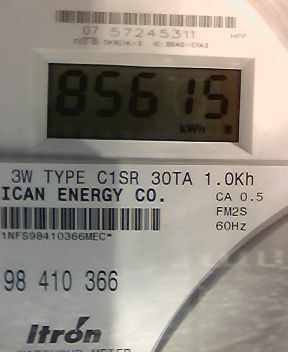 Itron
07 57245311
85615
kWh
3W TYPE C1SR 30TA 1.0Kh
ICAN ENERGY CO.
CA 0.5
FM2S
60Hz
1NFS98410366MEC*
98 410 366
Itron